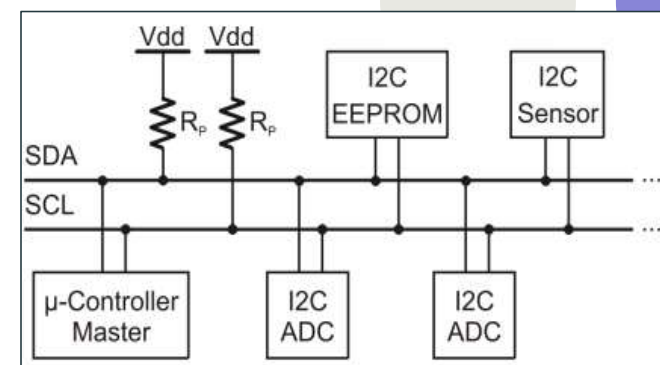 Vdd Vdd
I2C
EEPROM
I2C
Sensor
RP RP
SDA
SCL
...
...
μ-Controller
Master
I2C
ADC
I2C
ADC